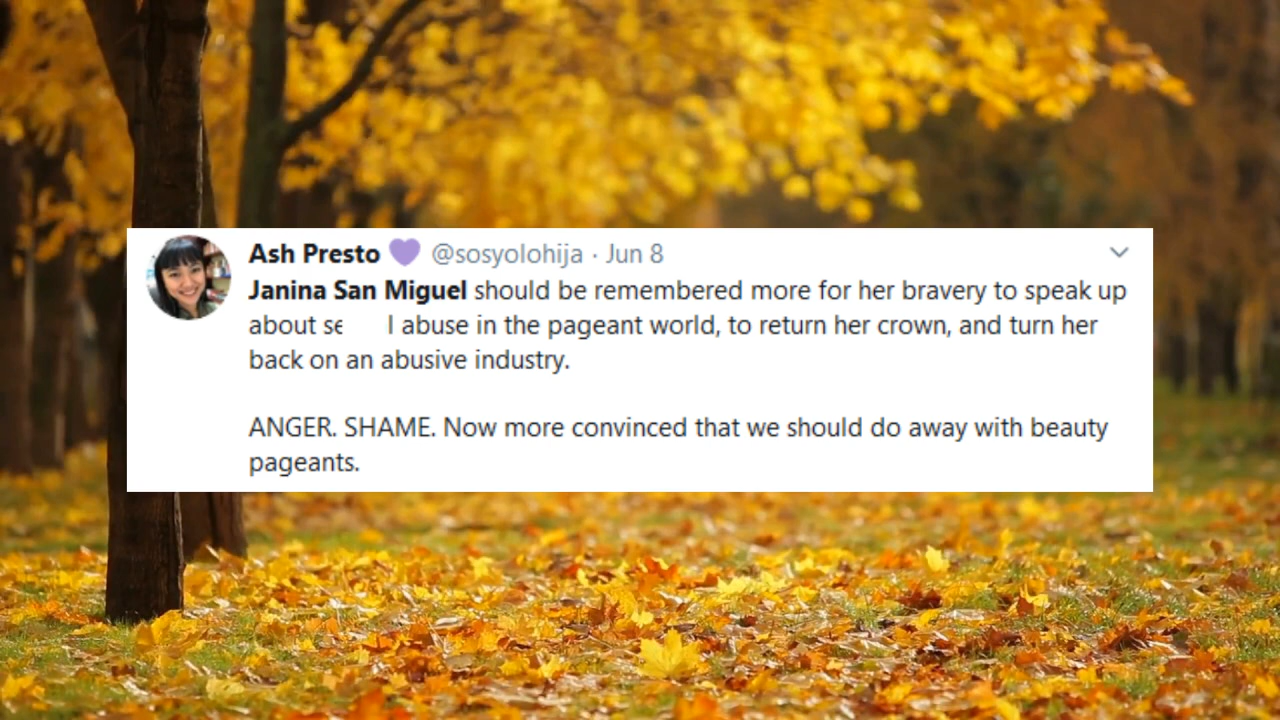 Ash Presto 💜 @sosyolohija · Jun 8
Janina San Miguel should be remembered more for her bravery to speak up
about se l abuse in the pageant world, to return her crown, and turn her
back on an abusive industry.
ANGER. SHAME. Now more convinced that we should do away with beauty
pageants.